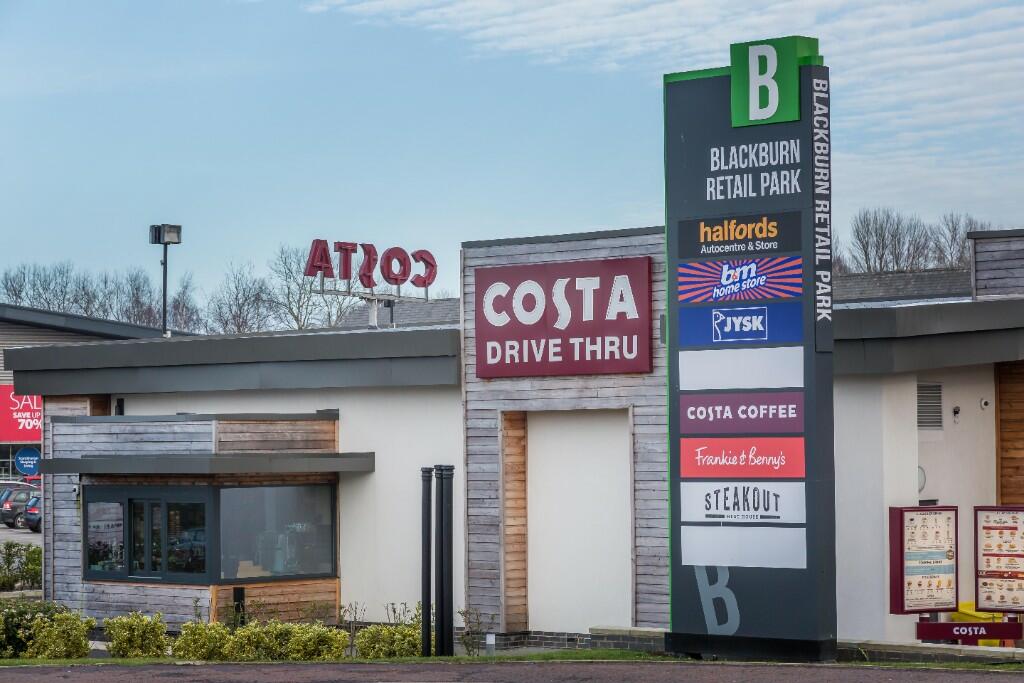 B
BLACKBURN
RETAIL PARK
BLACKBURN RETAIL PARK
halfords
Autocentre & Store
b&m
home store
JYSK
COSTA COFFEE
Frankie & Benny's
STEAKOUT
B
COSTA
COSTA
DRIVE THRU
SALE
SAVE UP
70%
COSTA